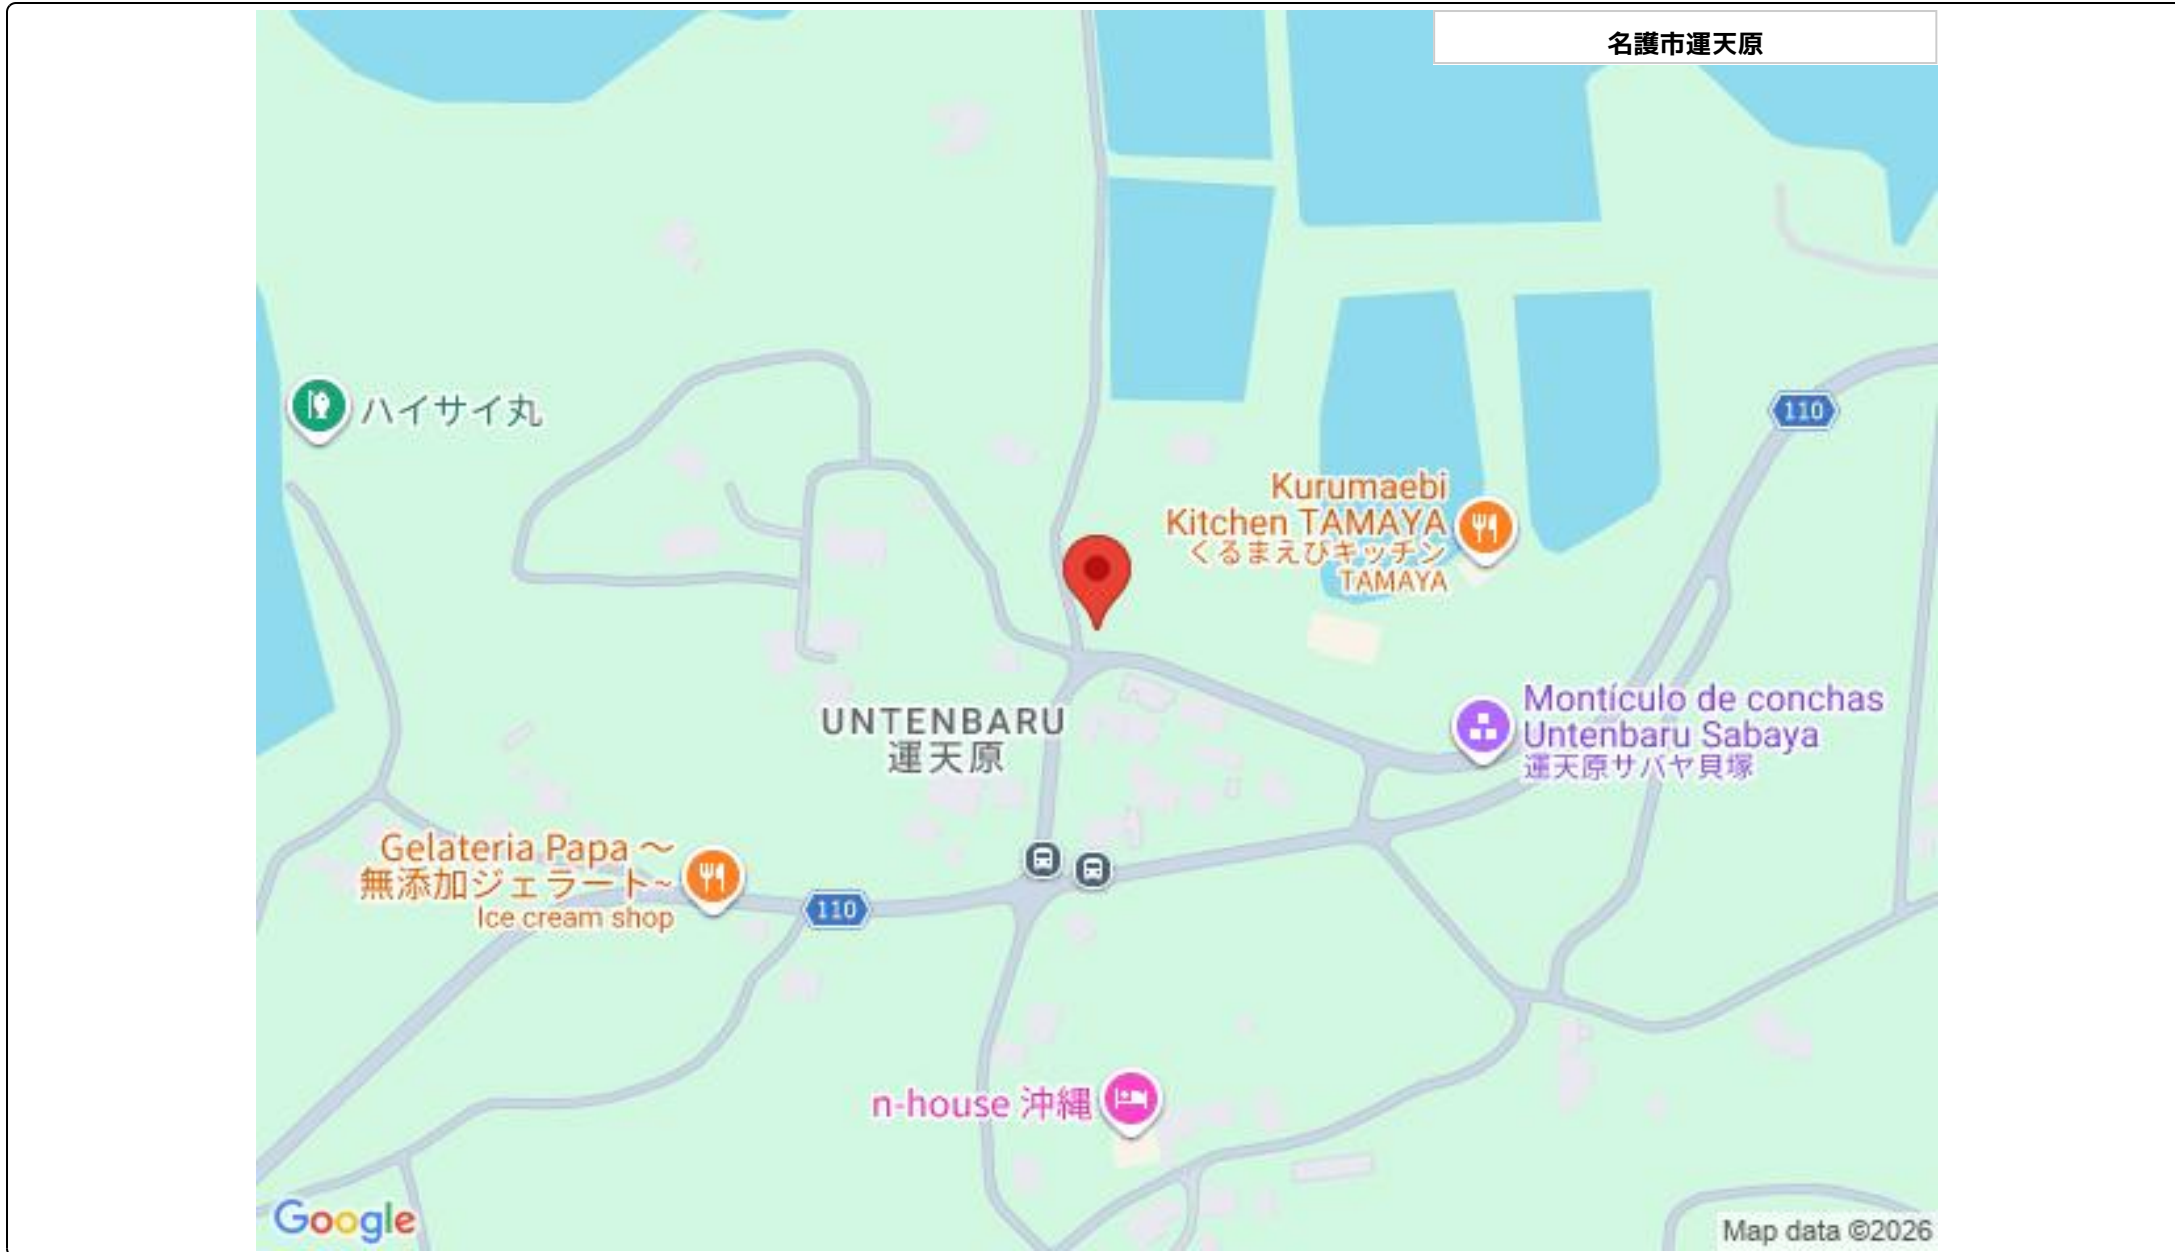 名護市運天原
ハイサイ丸
110
Kurumaebi
Kitchen TAMAYA
くるまえびキッチン
TAMAYA
UNTENBARU
運天原
Montículo de conchas
Untenbaru Sabaya
運天原サバヤ貝塚
Gelateria Papa ～
無添加ジェラート~
Ice cream shop
110
n-house 沖縄
Google
Map data ©2026